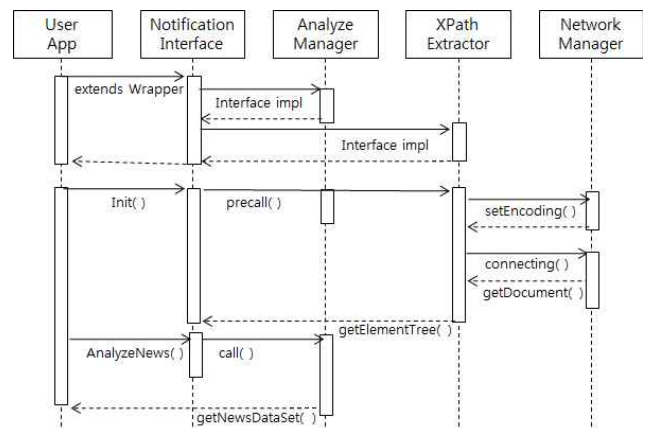 User
App
Notification
Interface
Analyze
Manager
XPath
Extractor
Network
Manager
extends Wrapper
Interface impl
Interface impl
Init( )
precall( )
setEncoding( )
connecting( )
getDocument( )
getElementTree( )
AnalyzeNews( )
call( )
getNewsDataSet( )